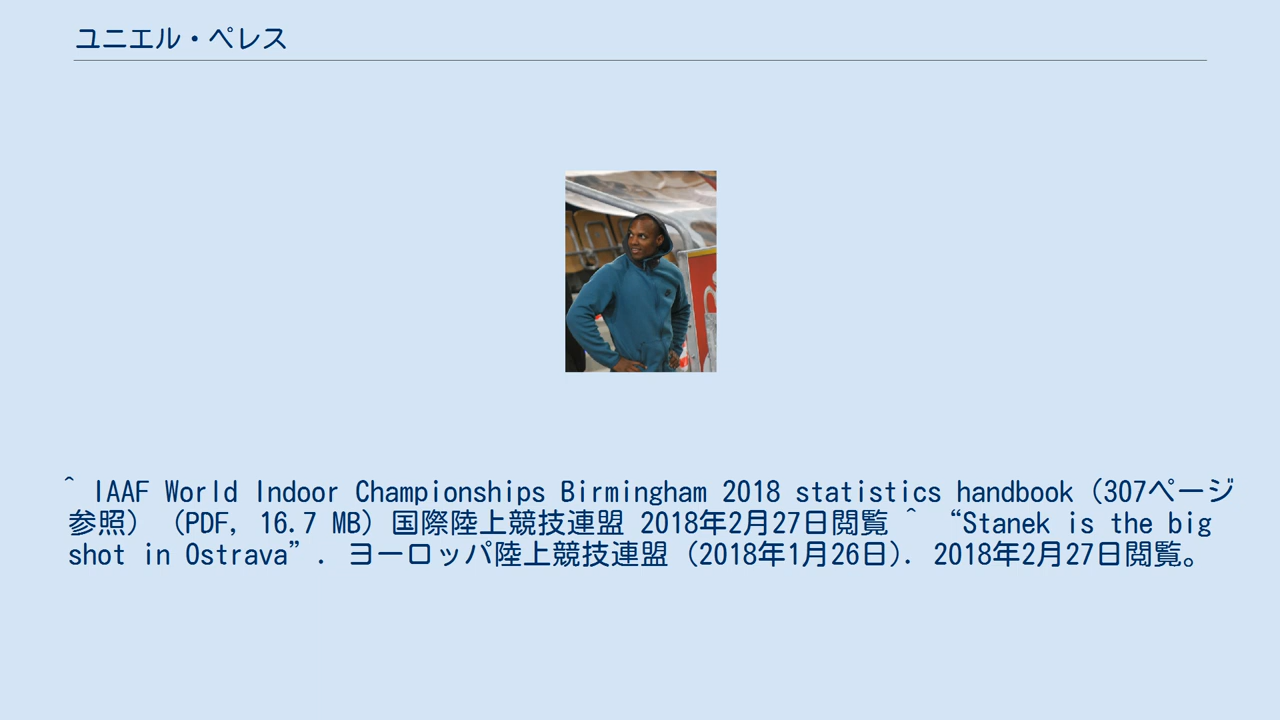 ユニエル・ペレス
^ IAAF World Indoor Championships Birmingham 2018 statistics handbook（307ページ
参照）（PDF, 16.7 MB）国際陸上競技連盟 2018年2月27日閲覧 ^ “Stanek is the big
shot in Ostrava”. ヨーロッパ陸上競技連盟 (2018年1月26日). 2018年2月27日閲覧。